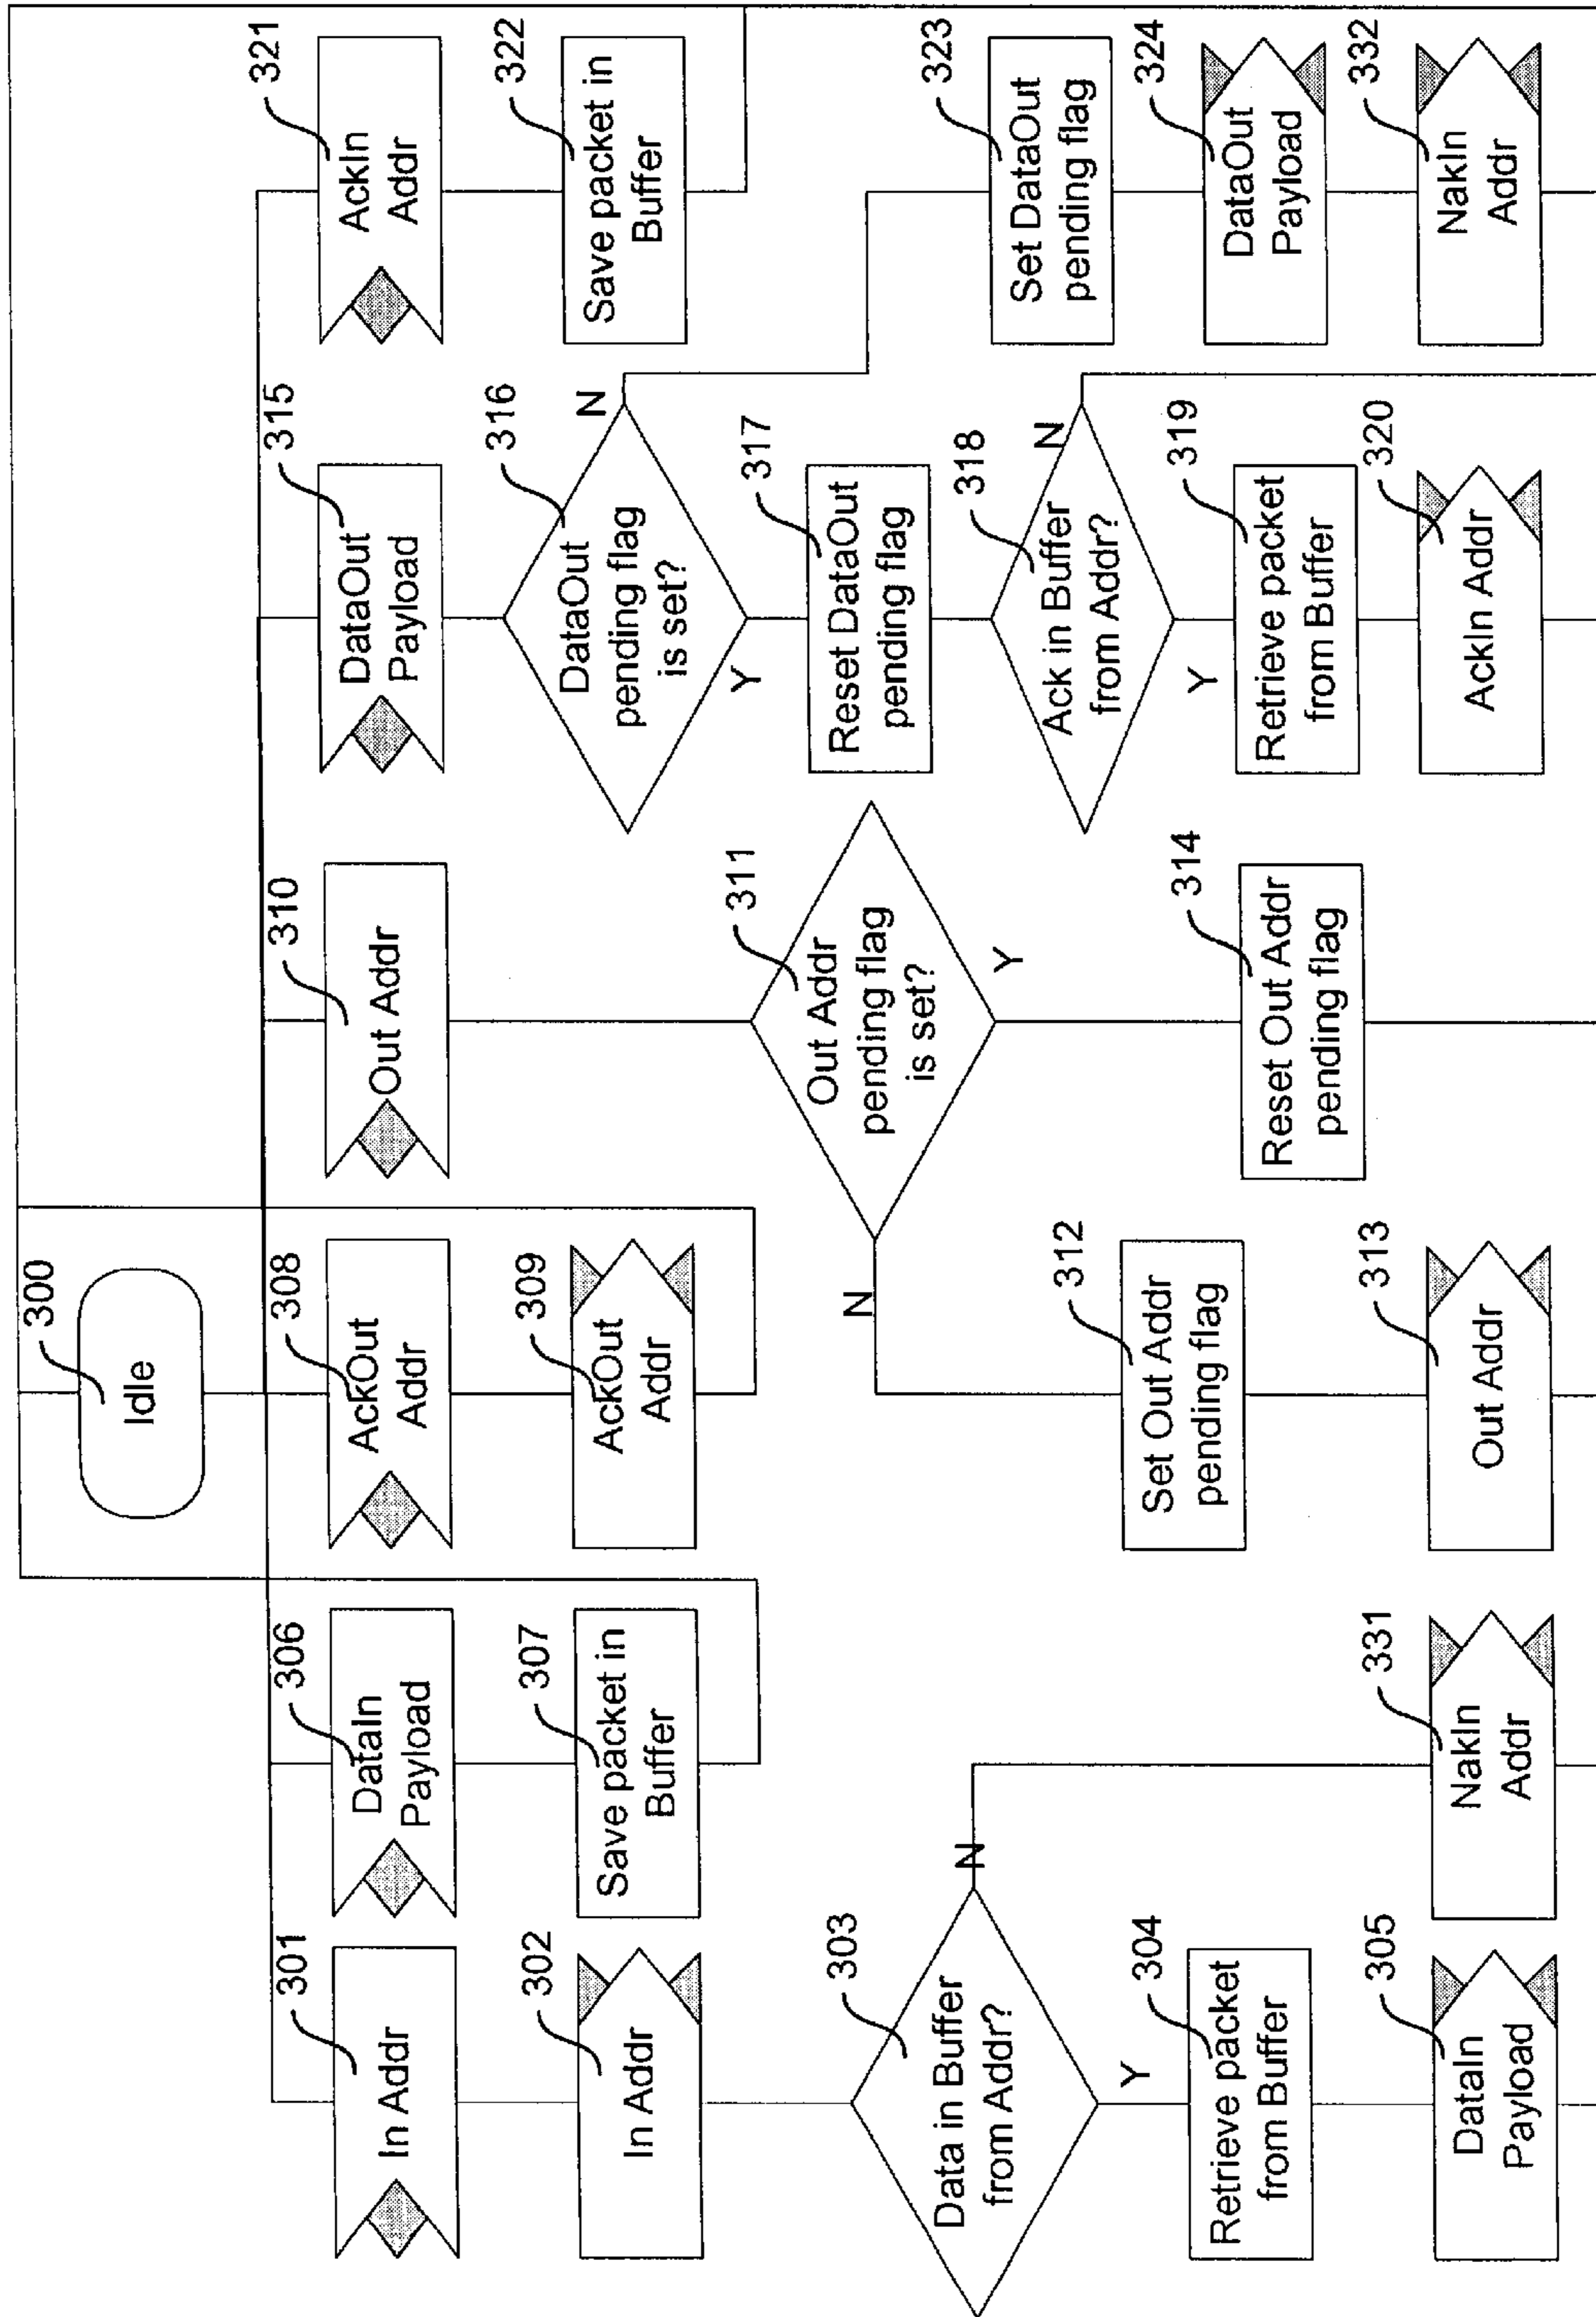 300
Idle
301
In Addr
302
In Addr
303
Data in Buffer
from Addr?
N
Y
304
Retrieve packet
from Buffer
305
DataIn
Payload
331
NakIn
Addr
306
DataIn
Payload
307
Save packet in
Buffer
308
AckOut
Addr
309
AckOut
Addr
310
Out Addr
311
Out Addr
pending flag
is set?
N
Y
312
Set Out Addr
pending flag
313
Out Addr
314
Reset Out Addr
pending flag
315
DataOut
Payload
316
DataOut
pending flag
is set?
N
Y
317
Reset DataOut
pending flag
318
Ack in Buffer
from Addr?
N
Y
319
Retrieve packet
from Buffer
320
AckIn Addr
321
AckIn
Addr
322
Save packet in
Buffer
323
Set DataOut
pending flag
324
DataOut
Payload
332
NakIn
Addr